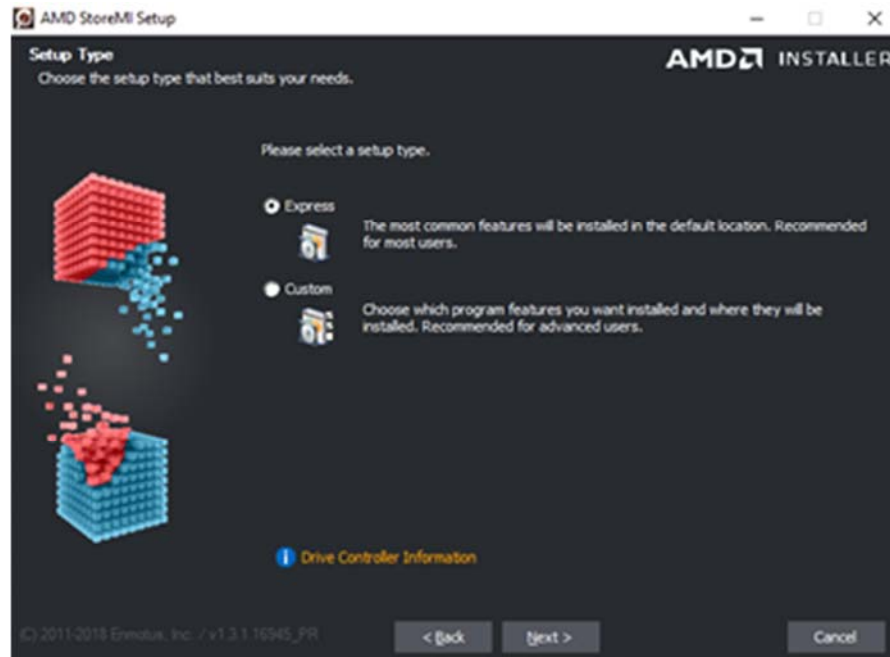 AMD StoreMI Setup
Setup Type
Choose the setup type that best suits your needs.
AMD INSTALLER
Please select a setup type.
Express
The most common features will be installed in the default location. Recommended
for most users.
Custom
Choose which program features you want installed and where they will be
installed. Recommended for advanced users.
Drive Controller Information
(C) 2011-2018 Enmotus, Inc. / v1.3.1.16945_PR
< Back
Next >
Cancel